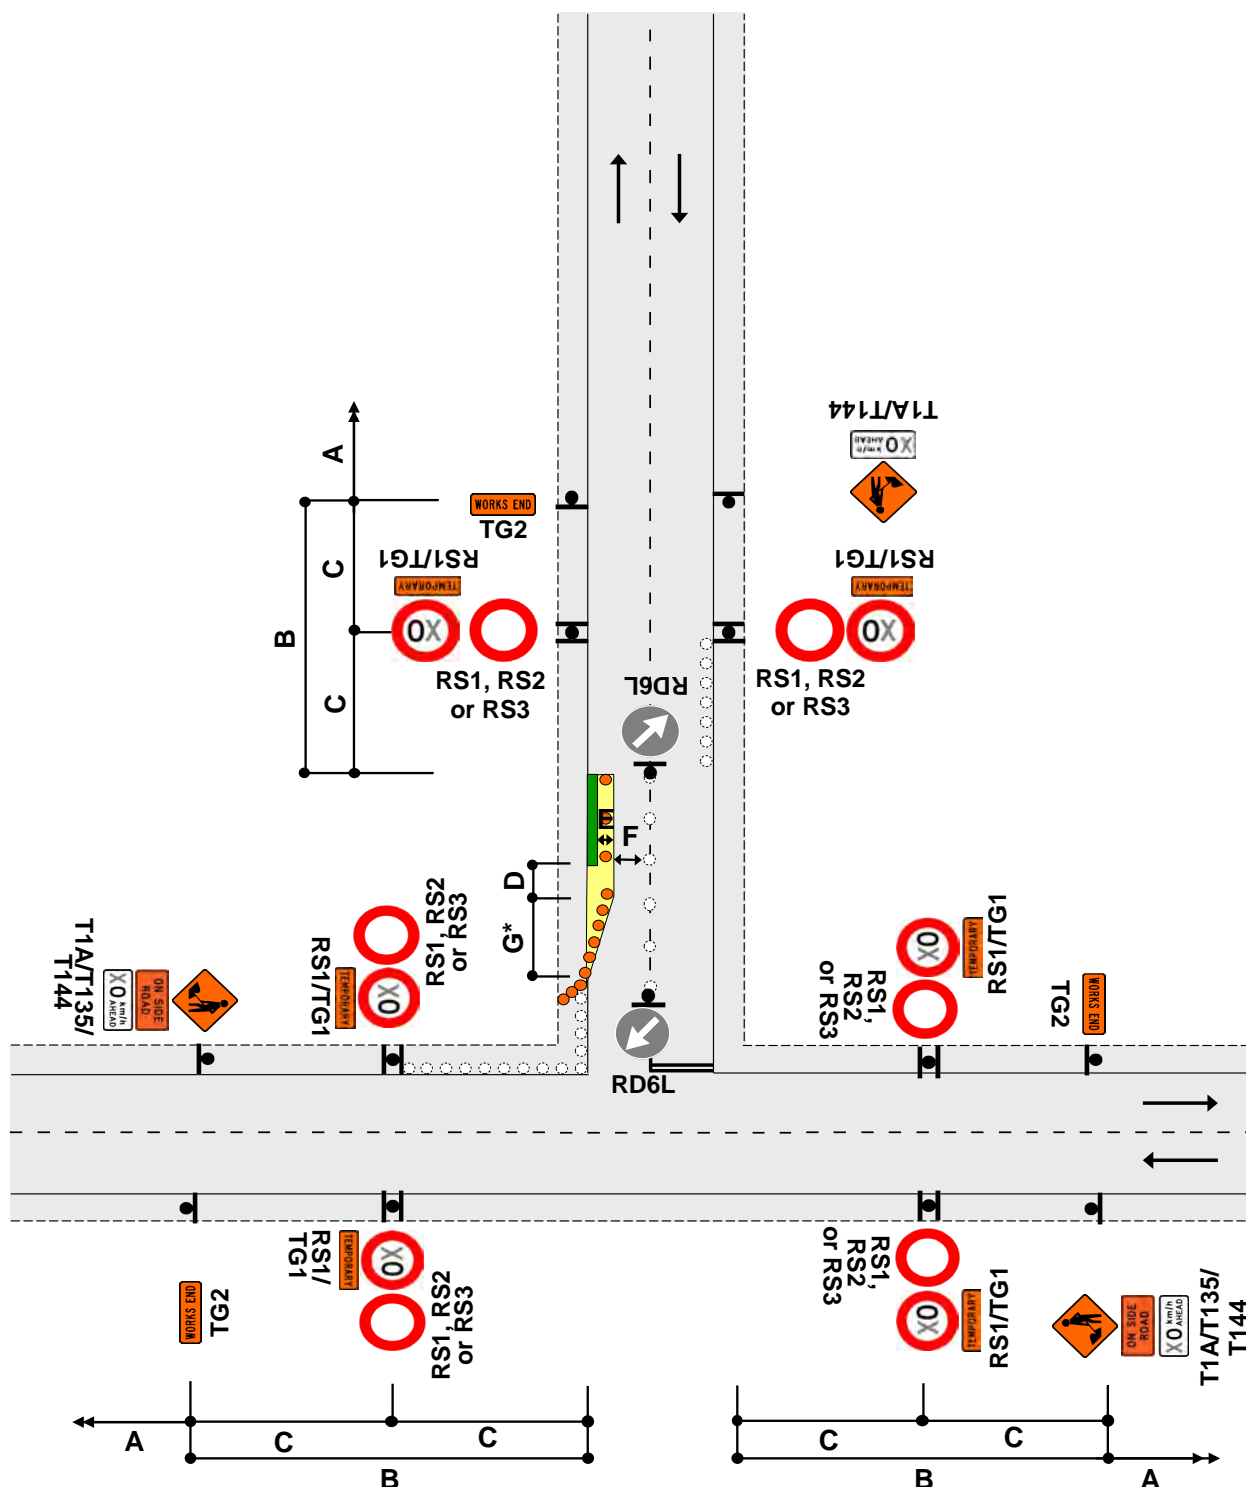 T1A/T144
X0 km/h
AHEAD
A
WORKS END
TG2
C
RS1/TG1
TEMPORARY
X0
RS1/TG1
TEMPORARY
X0
B
RS1, RS2
or RS3
RS1, RS2
or RS3
C
RD6L
E
F
D
G*
T1A/T135/
T144
X0 km/h
AHEAD
ON SIDE
ROAD
RS1/TG1
TEMPORARY
X0
RS1, RS2
or RS3
RS1,
RS2
or RS3
X0
TEMPORARY
RS1/TG1
TG2
WORKS END
RD6L
WORKS END
TG2
RS1/
TG1
TEMPORARY
X0
RS1, RS2
or RS3
RS1,
RS2
or RS3
X0
TEMPORARY
RS1/TG1
ON SIDE
ROAD
X0 km/h
AHEAD
T1A/T135/
T144
A
C
C
B
C
C
B
A